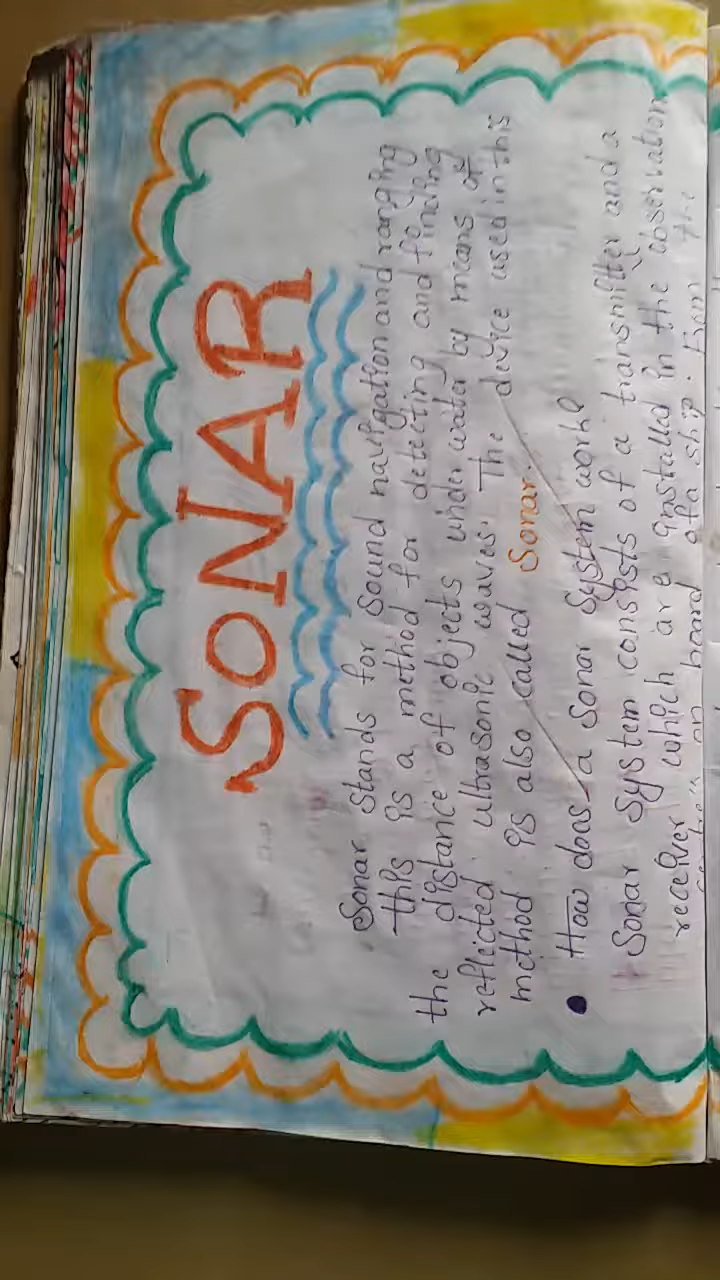 SONAR
Sonar stands for sound navigation and ranging
this is a method for detecting and finding
the distance of objects under water by means of
reflected ultrasonic waves. The device used in this
method is also called Sonar.
• How does a sonar system work?
Sonar system consists of a transmitter and a
receiver which are installed in the observation
on board of a ship. From the